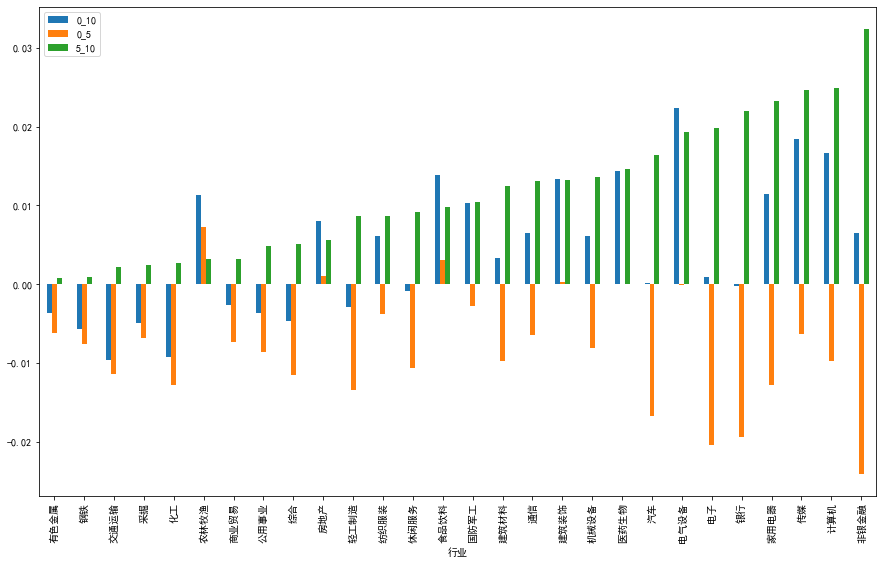 0_10
0_5
5_10
0.03
0.02
0.01
0.00
−0.01
−0.02
有色金属
钢铁
交通运输
采掘
化工
农林牧渔
商业贸易
公用事业
综合
房地产
轻工制造
纺织服装
休闲服务
食品饮料
国防军工
建筑材料
通信
建筑装饰
机械设备
医药生物
汽车
电气设备
电子
银行
家用电器
传媒
计算机
非银金融
行业